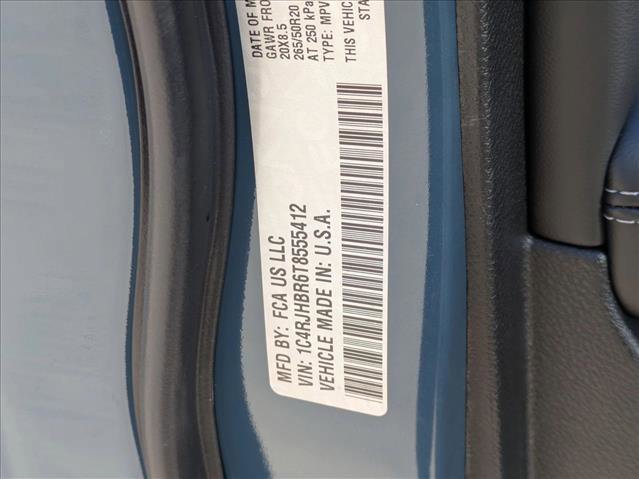 MFD BY: FCA US LLC
VIN: 1C4RJHBR6T8555412
VEHICLE MADE IN: U.S.A.
DATE OF M
GAWR FRO
20X8.5
265/50R20
AT 250 kPa
TYPE: MPV
THIS VEHIC
STA